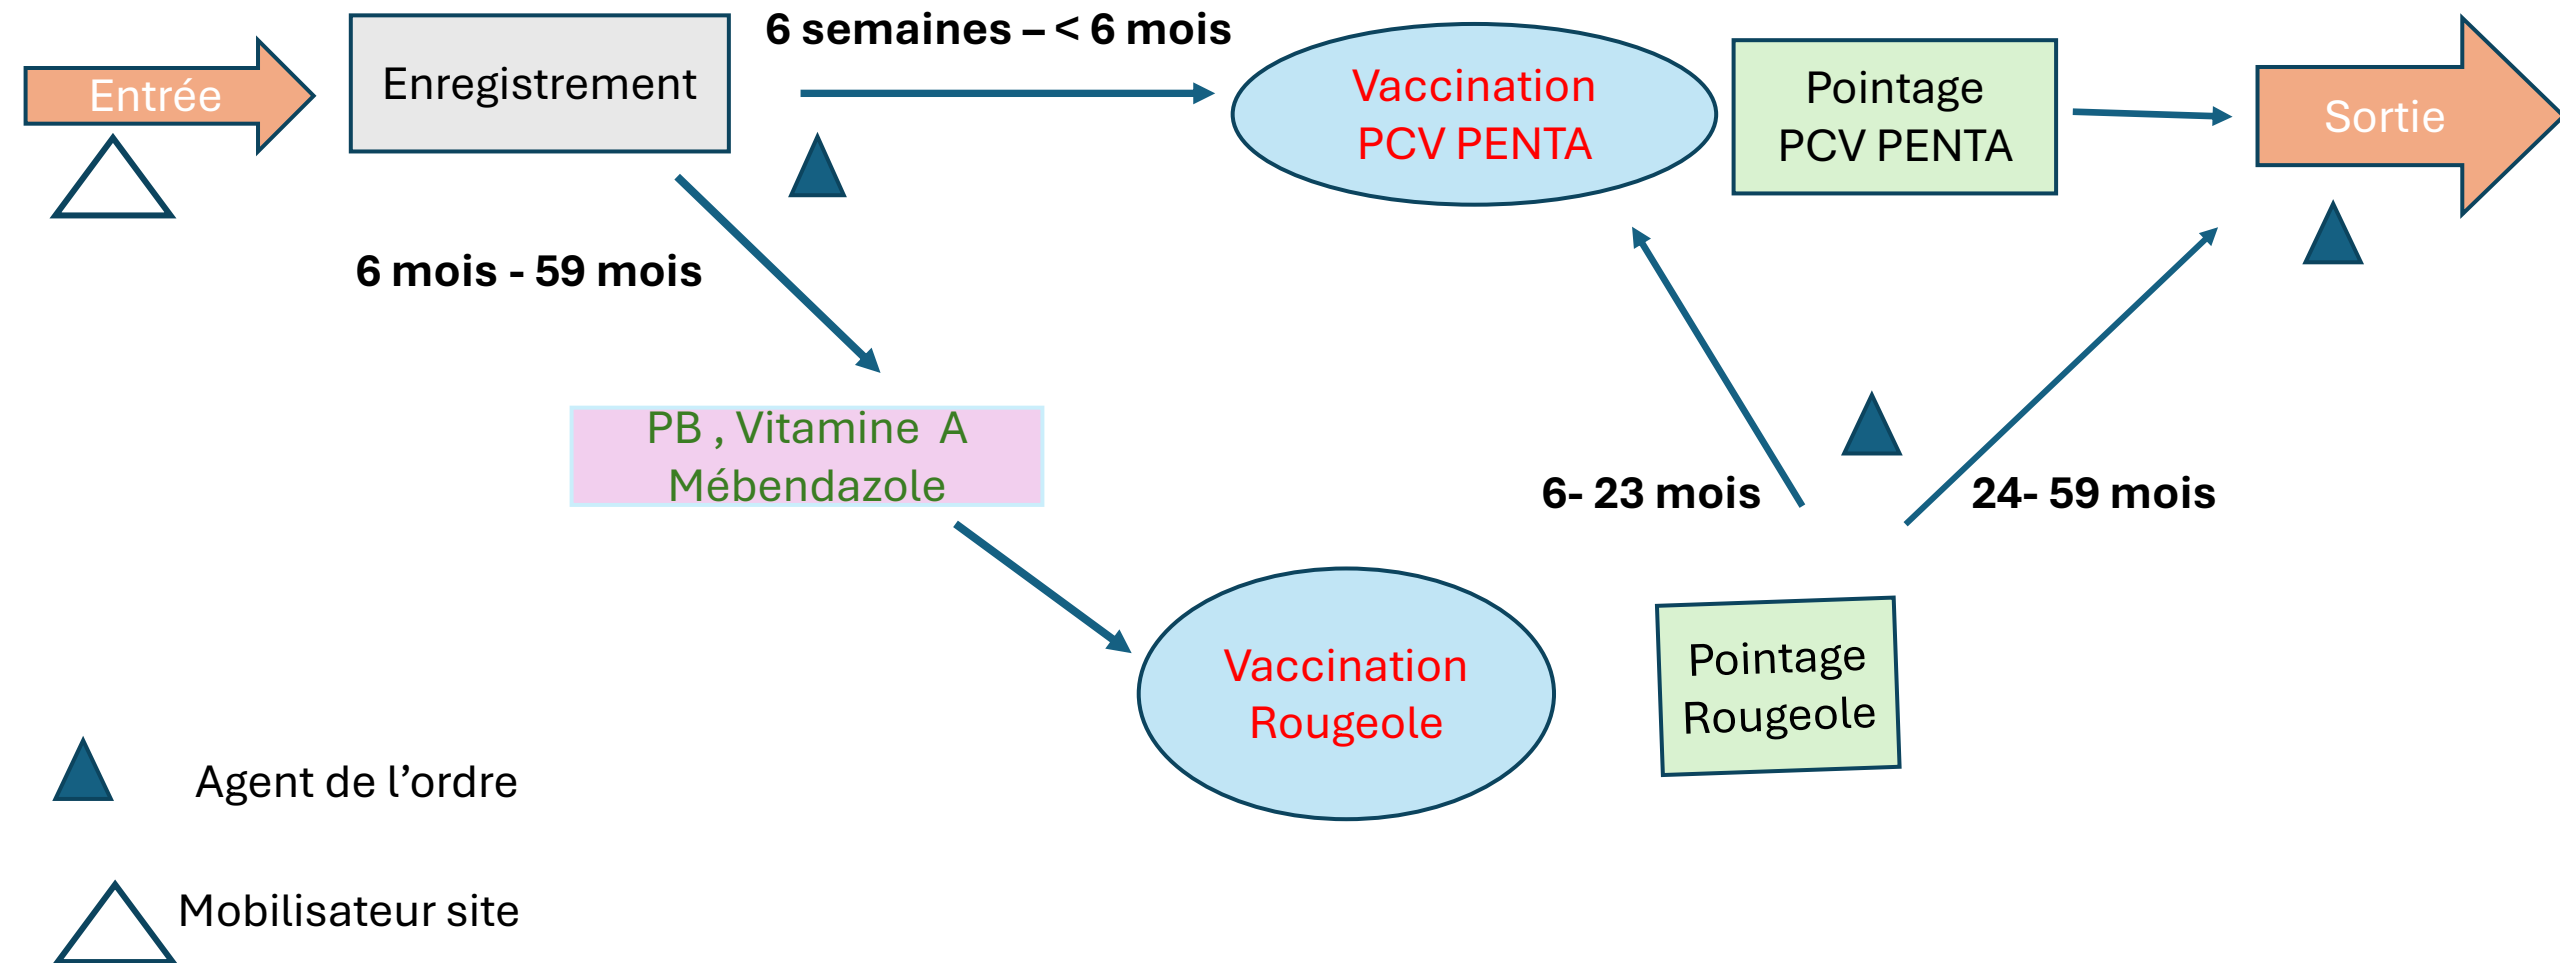 Entrée
Enregistrement
6 semaines – < 6 mois
Vaccination
PCV PENTA
Pointage
PCV PENTA
Sortie
6 mois - 59 mois
PB , Vitamine  A
Mébendazole
6- 23 mois
24- 59 mois
Vaccination
Rougeole
Pointage
Rougeole
Agent de l’ordre
Mobilisateur site